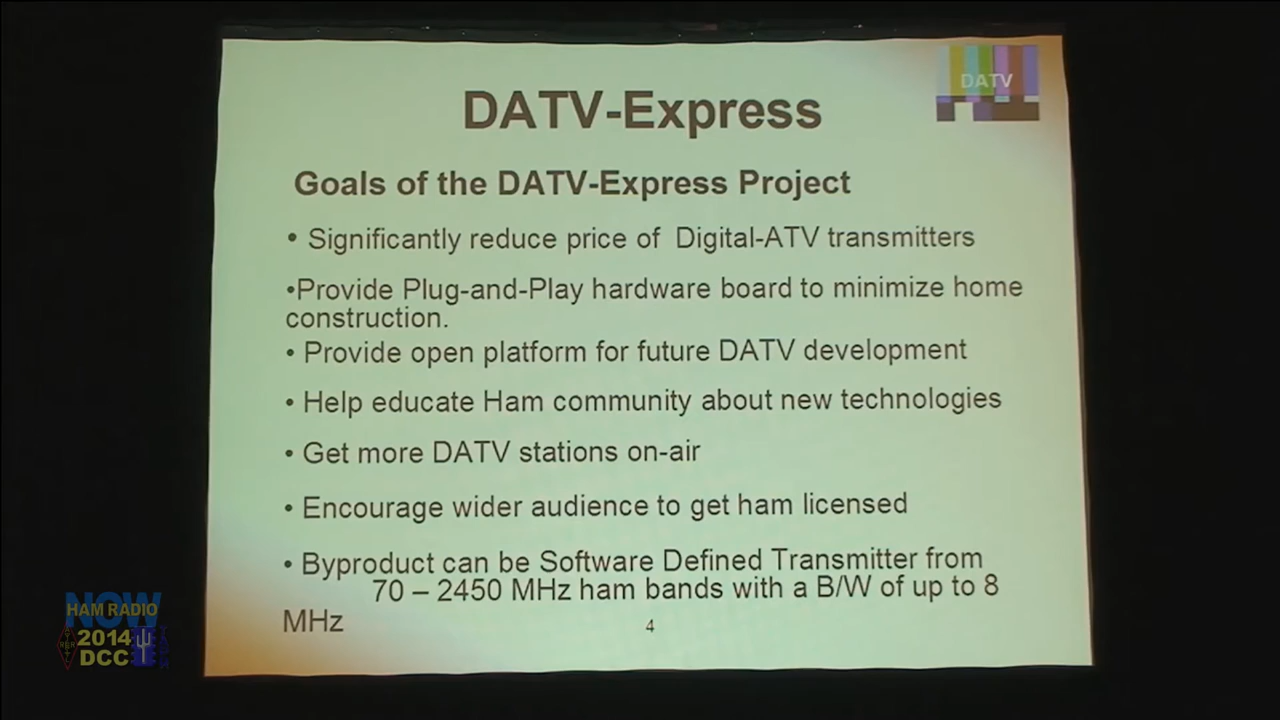 DATV
DATV-Express
Goals of the DATV-Express Project
• Significantly reduce price of Digital-ATV transmitters
•Provide Plug-and-Play hardware board to minimize home
construction.
• Provide open platform for future DATV development
• Help educate Ham community about new technologies
• Get more DATV stations on-air
• Encourage wider audience to get ham licensed
• Byproduct can be Software Defined Transmitter from
70 – 2450 MHz ham bands with a B/W of up to 8
MHz
4
NOW
HAM RADIO
2014
DCC